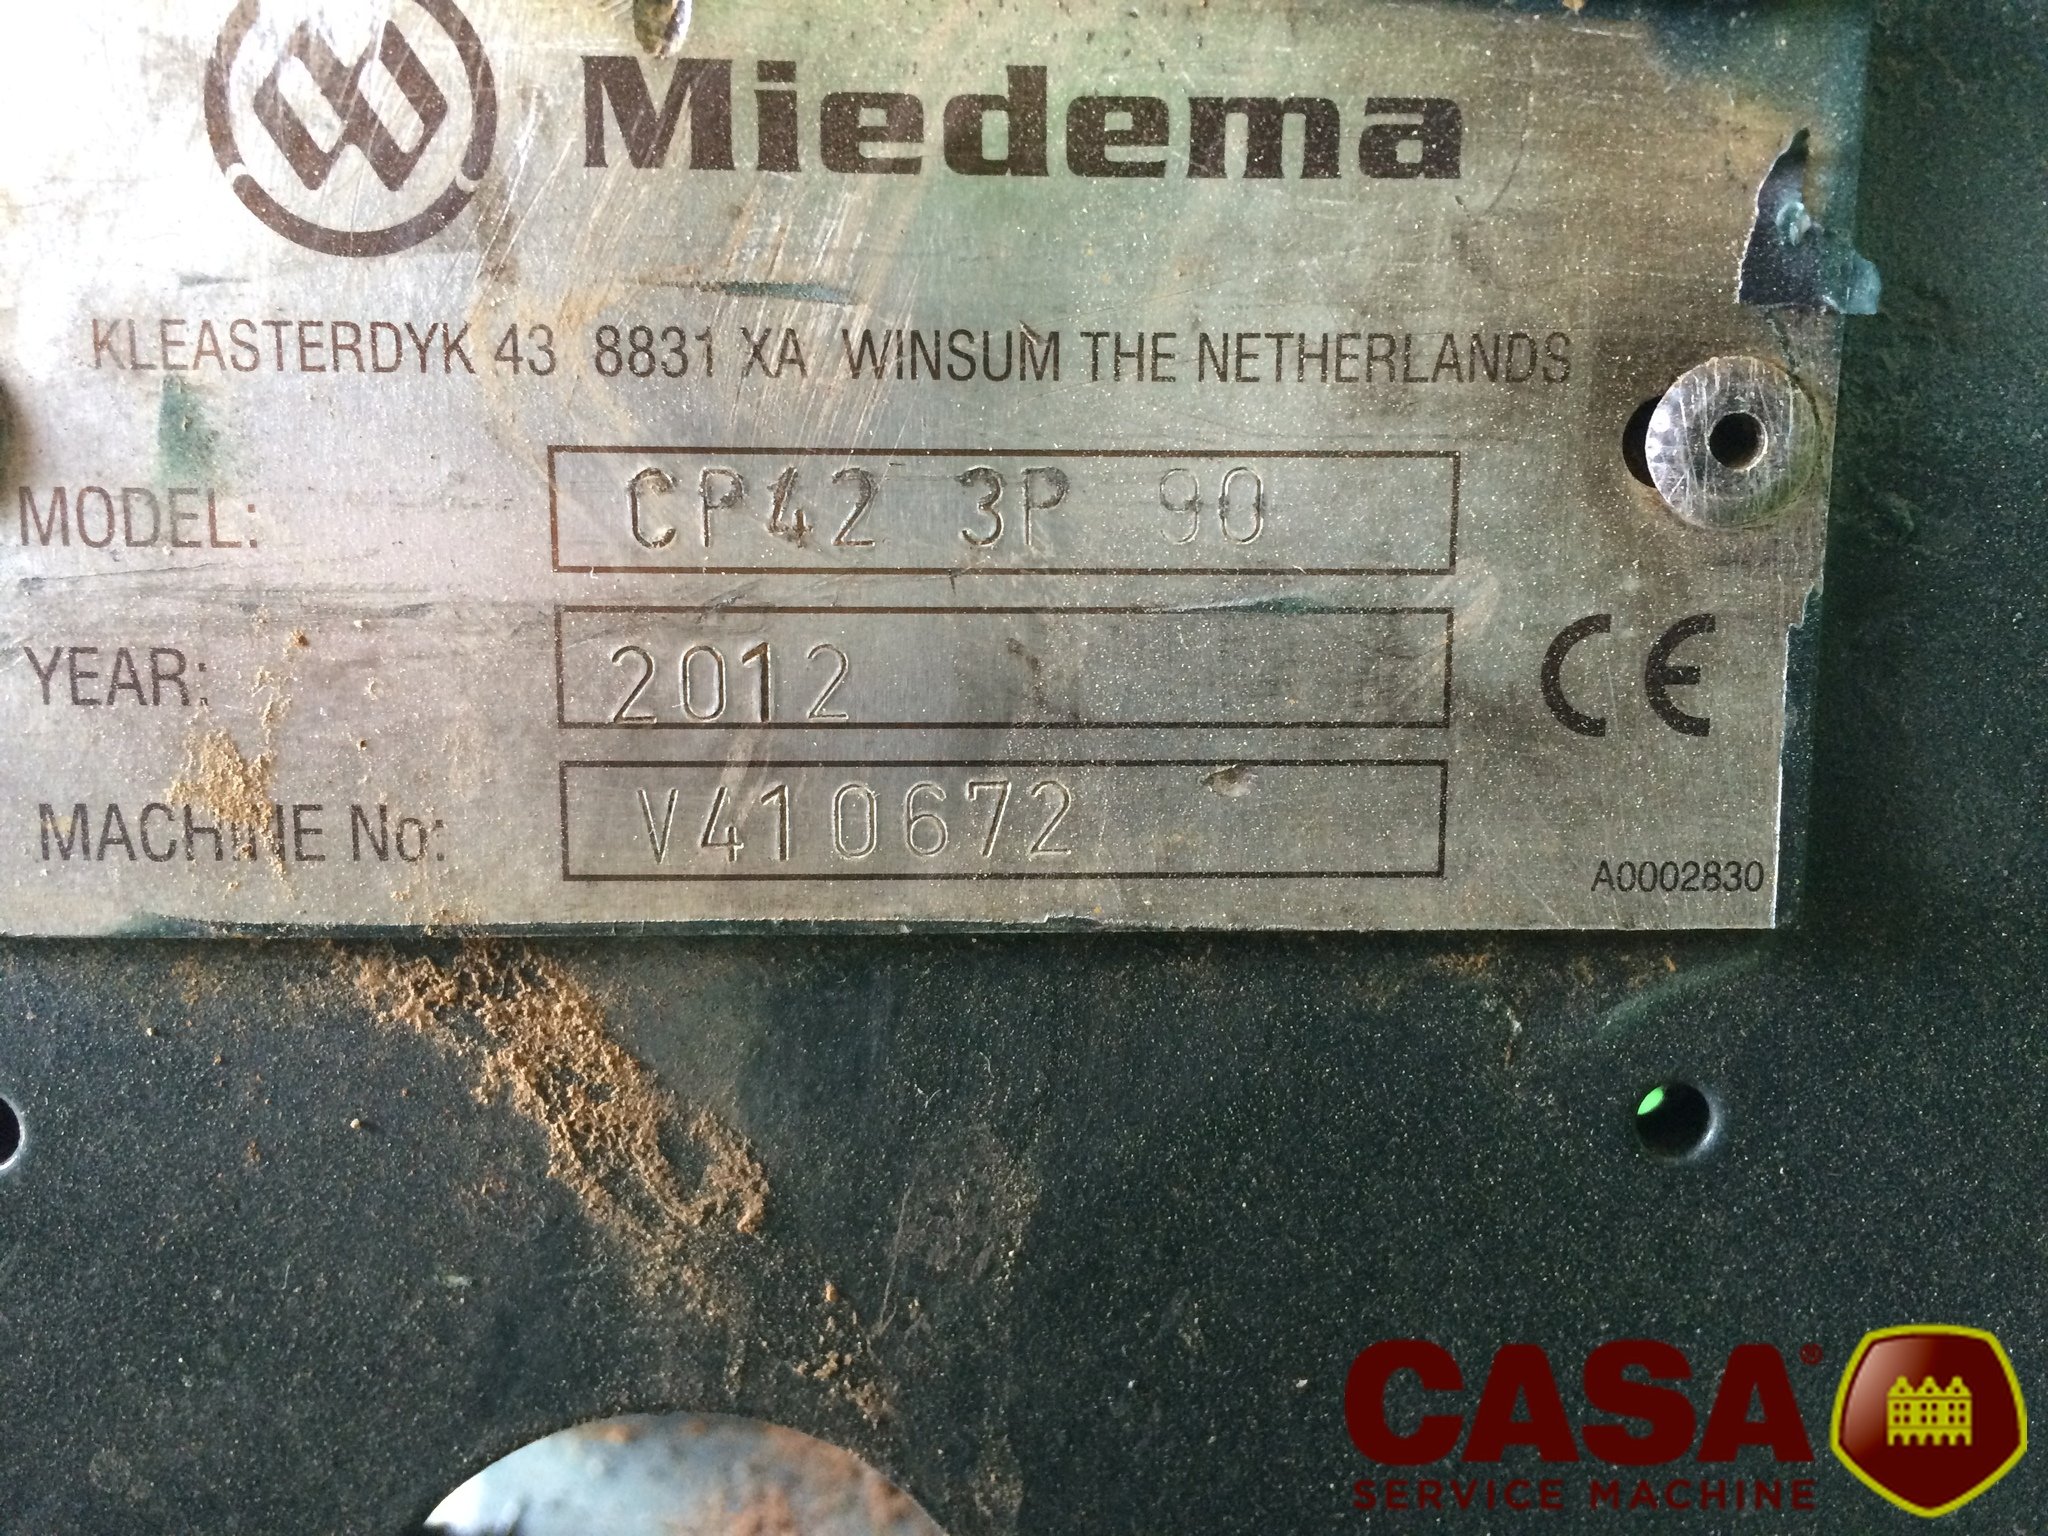 Miedema
KLEASTERDYK 43 8831 XA WINSUM THE NETHERLANDS
MODEL: CP42 3P 90
YEAR: 2012
CE
MACHINE No: V410672
A0002830
CASA®
SERVICE MACHINE